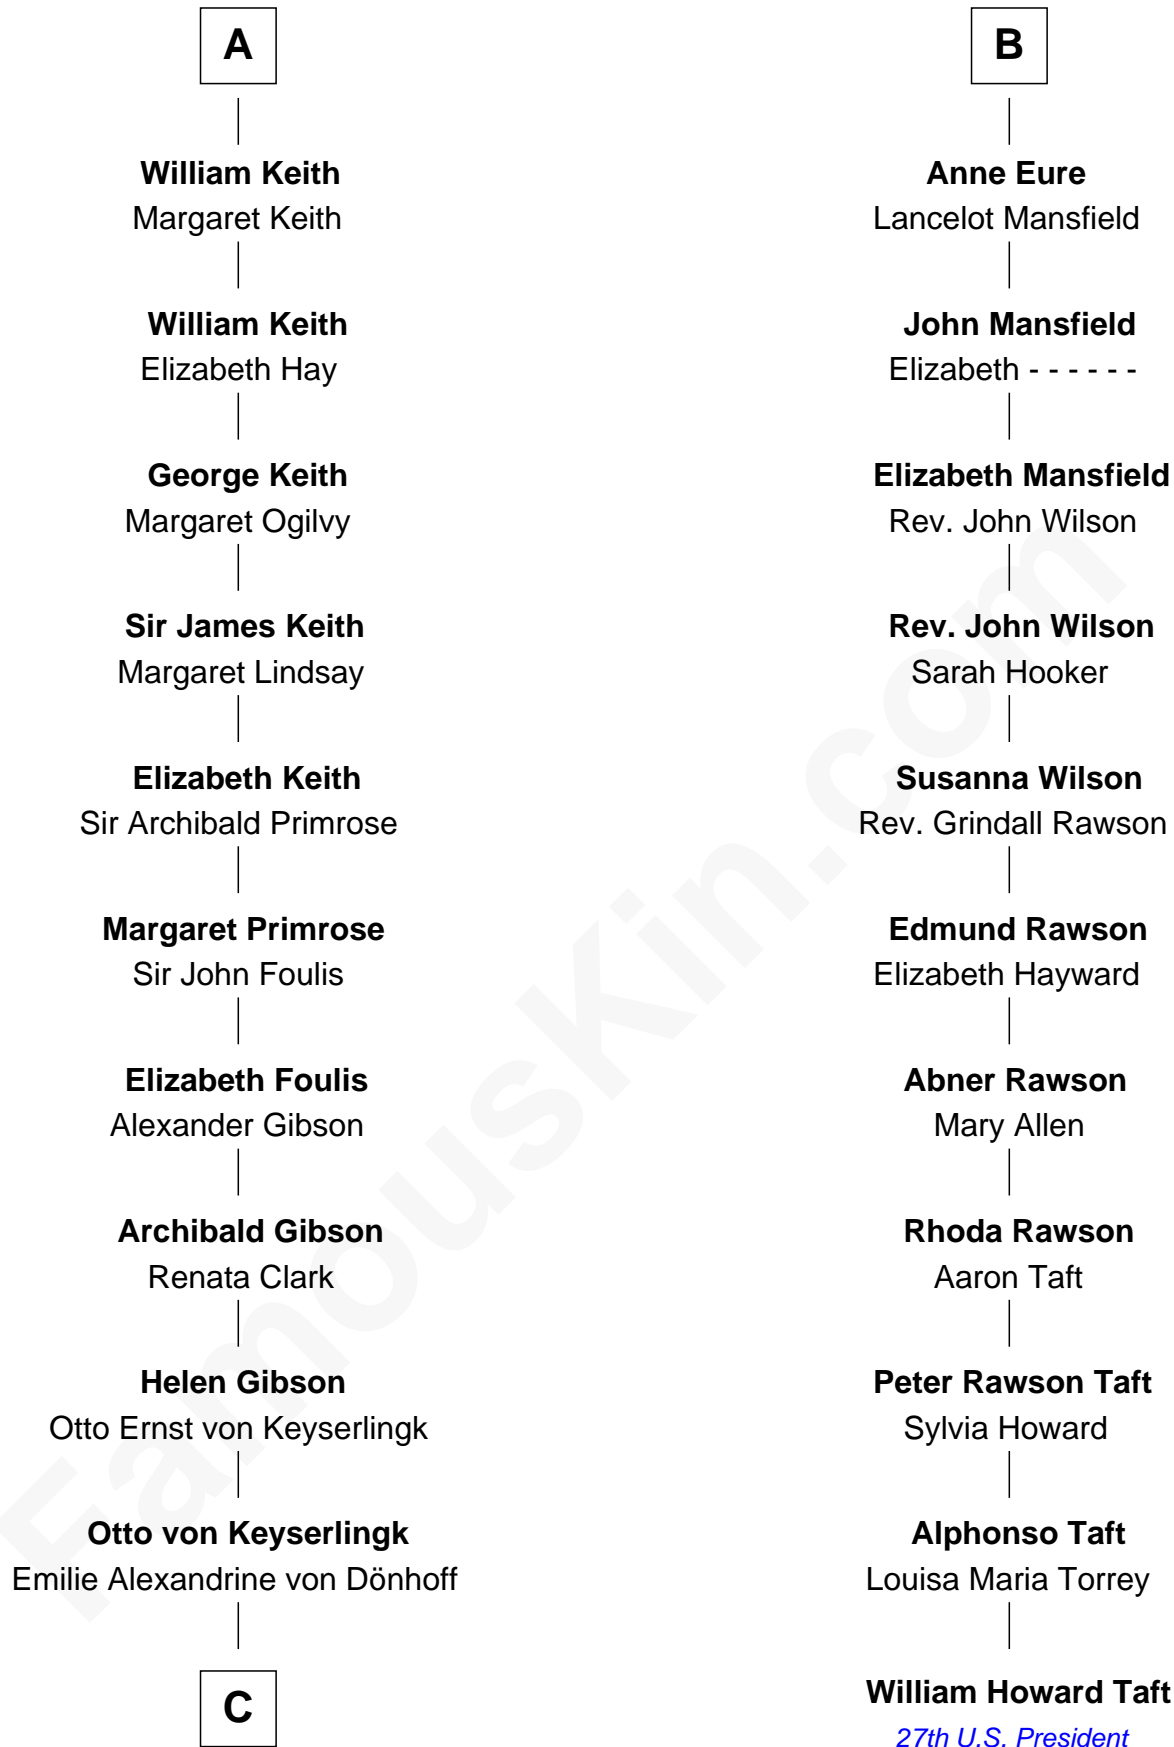 A
William Keith
Margaret Keith
William Keith
Elizabeth Hay
George Keith
Margaret Ogilvy
Sir James Keith
Margaret Lindsay
Elizabeth Keith
Sir Archibald Primrose
Margaret Primrose
Sir John Foulis
Elizabeth Foulis
Alexander Gibson
Archibald Gibson
Renata Clark
Helen Gibson
Otto Ernst von Keyserlingk
Otto von Keyserlingk
Emilie Alexandrine von Dönhoff
C
B
Anne Eure
Lancelot Mansfield
John Mansfield
Elizabeth - - - - - -
Elizabeth Mansfield
Rev. John Wilson
Rev. John Wilson
Sarah Hooker
Susanna Wilson
Rev. Grindall Rawson
Edmund Rawson
Elizabeth Hayward
Abner Rawson
Mary Allen
Rhoda Rawson
Aaron Taft
Peter Rawson Taft
Sylvia Howard
Alphonso Taft
Louisa Maria Torrey
William Howard Taft
27th U.S. President
FamousKin.com